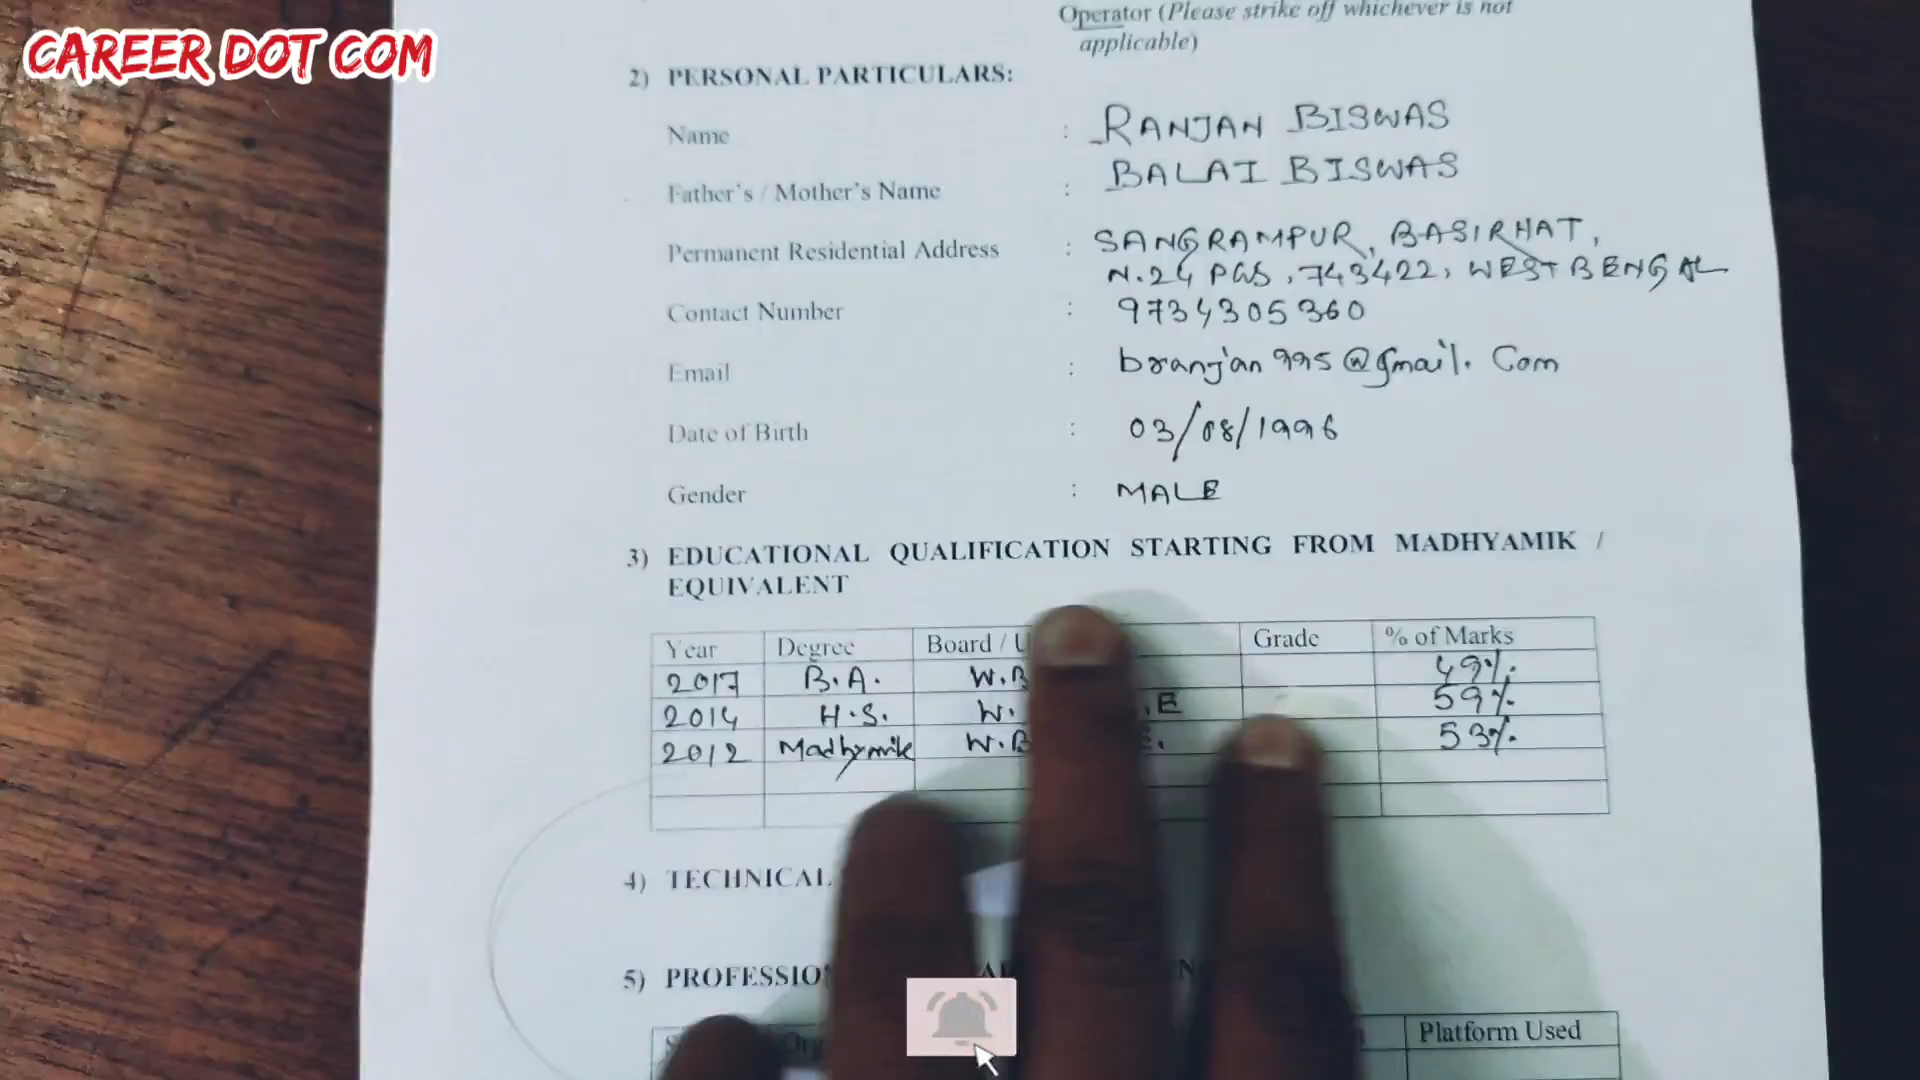 CAREER DOT COM
Operator (Please strike off whichever is not
applicable)
2) PERSONAL PARTICULARS:
Name : RANJAN BISWAS
Father's / Mother's Name : BALAI BISWAS
Permanent Residential Address : SANGRAMPUR, BASIRHAT,
N.24 PGS, 743422, WEST BENGAL
Contact Number : 9734305360
Email : branjan995@gmail.com
Date of Birth : 03/08/1996
Gender : MALE
3) EDUCATIONAL QUALIFICATION STARTING FROM MADHYAMIK /
EQUIVALENT
Year Degree Board / Grade % of Marks
2017 B.A. 49%
2014 H.S. 59%
2012 Madhymik 53%
4) TECHNICAL
5)
Platform Used